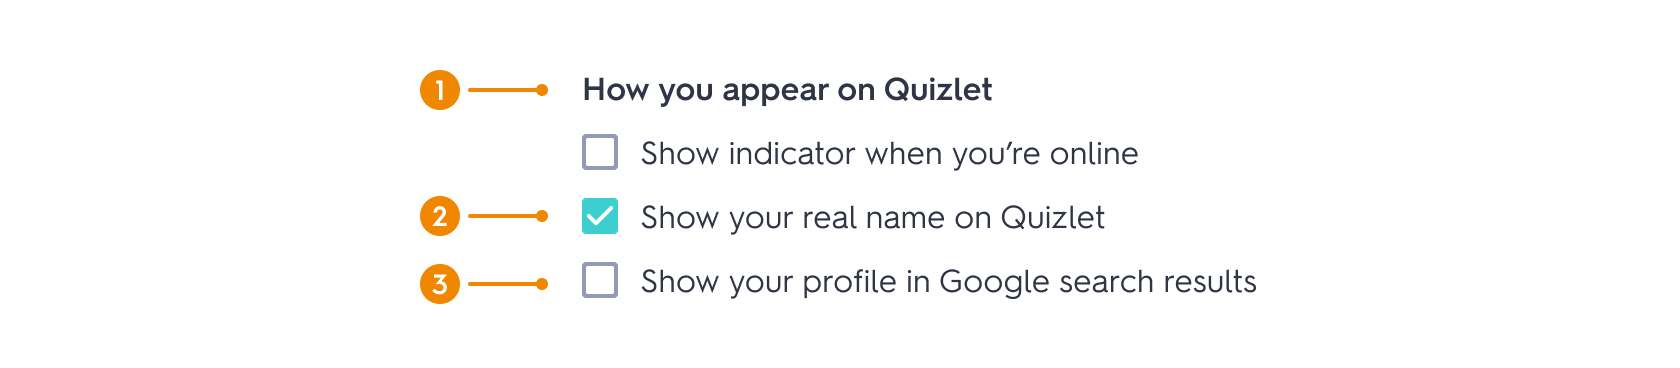 1 How you appear on Quizlet
Show indicator when you’re online
2 Show your real name on Quizlet
3 Show your profile in Google search results